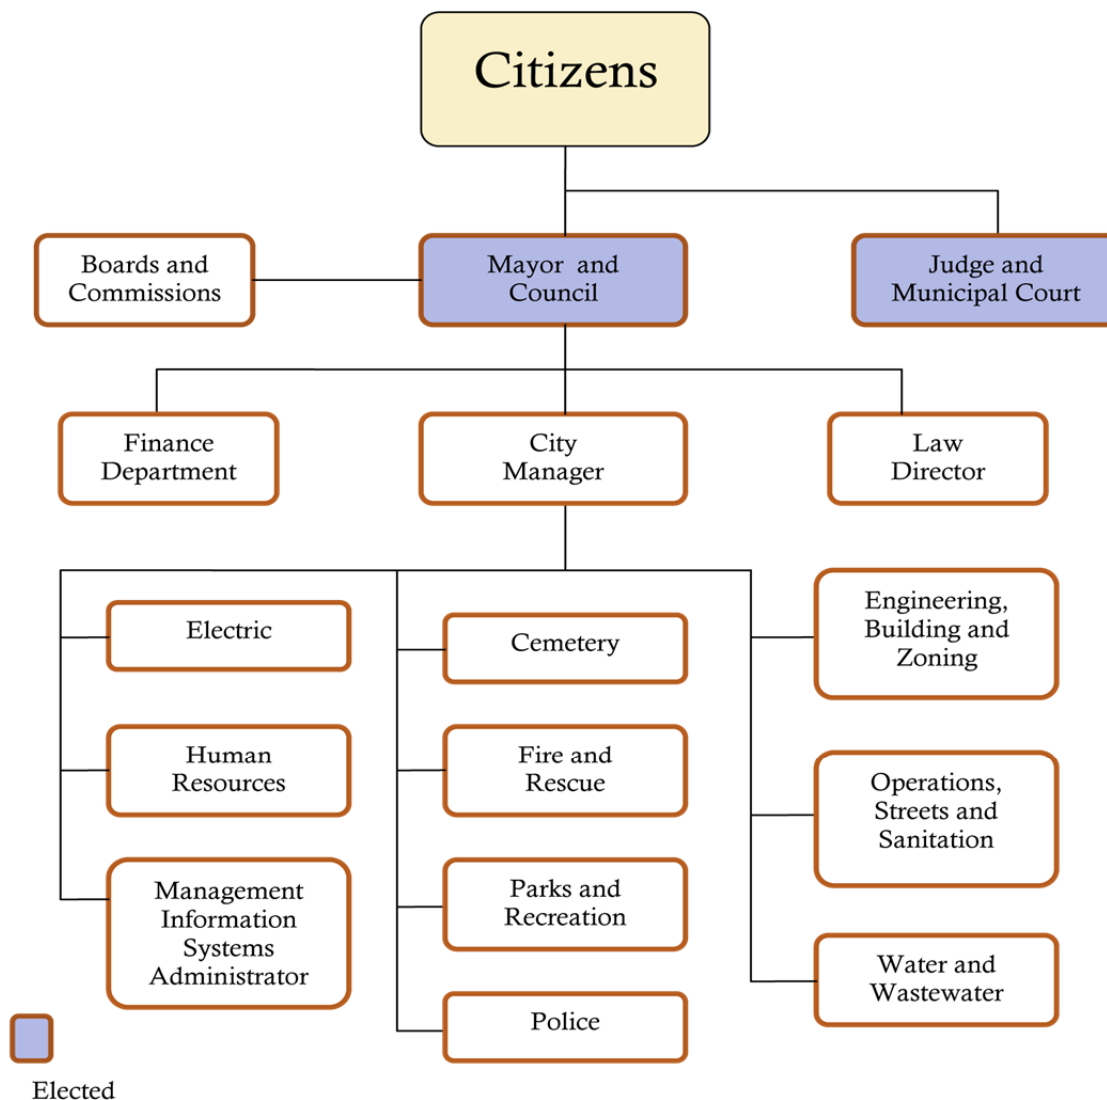 Citizens
Boards and
Commissions
Mayor and
Council
Judge and
Municipal Court
Finance
Department
City
Manager
Law
Director
Electric
Human
Resources
Management
Information
Systems
Administrator
Cemetery
Fire and
Rescue
Parks and
Recreation
Police
Engineering,
Building and
Zoning
Operations,
Streets and
Sanitation
Water and
Wastewater
Elected